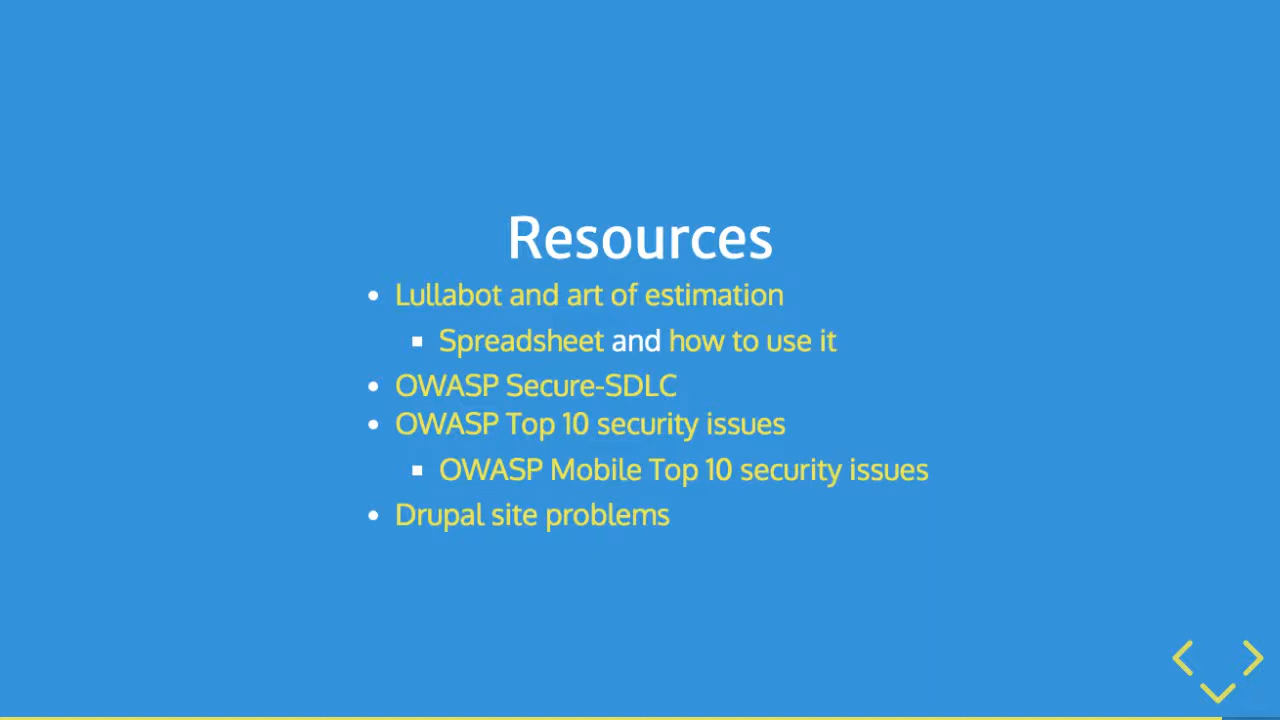 Resources
Lullabot and art of estimation
Spreadsheet and how to use it
OWASP Secure-SDLC
OWASP Top 10 security issues
OWASP Mobile Top 10 security issues
Drupal site problems